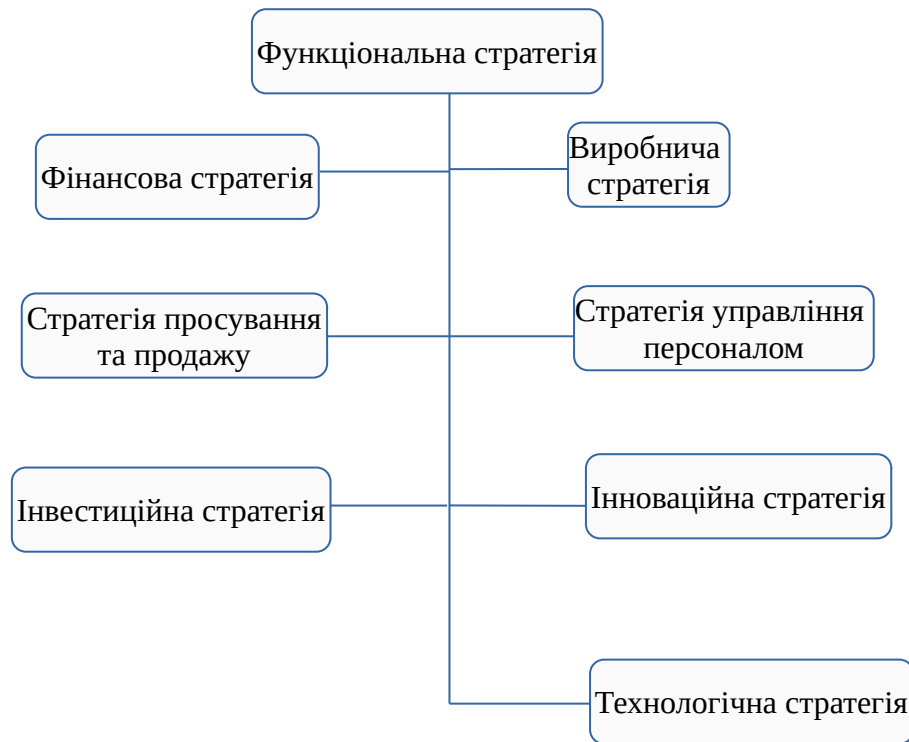 Функціональна стратегія
Фінансова стратегія
Виробнича
стратегія
Стратегія просування
та продажу
Стратегія управління
персоналом
Інвестиційна стратегія
Інноваційна стратегія
Технологічна стратегія